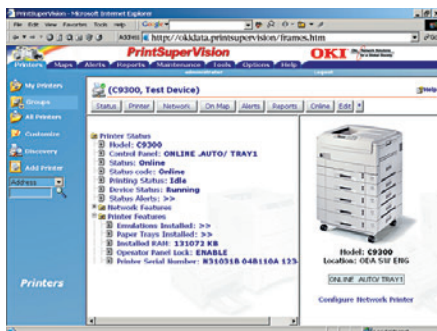 PrintSuperVision - Microsoft Internet Explorer
File Edit View Favorites Tools Help
Address http://okidata.printsupervision/frames.htm
PrintSuperVision
OKI
Printers Maps Alerts Reports Maintenance Tools Options Help
administrator
Logout
My Printers
Groups
All Printers
Customize
Discovery
Add Printer
Address
Printers
(C9300, Test Device)
Help
Status Printer Network On Map Alerts Reports Online Edit
Printer Status
Model: C9300
Control Panel: ONLINE .AUTO/ TRAY1
Status: Online
Status code: Online
Printing Status: Idle
Device Status: Running
Status Alerts: >>
Network Features
Printer Features
Emulations Installed: >>
Paper Trays Installed: >>
Installed RAM: 131072 KB
Operator Panel Lock: ENABLE
Model: C9300
Location: ODA SW ENG
ONLINE .AUTO/ TRAY1
Configure Network Printer